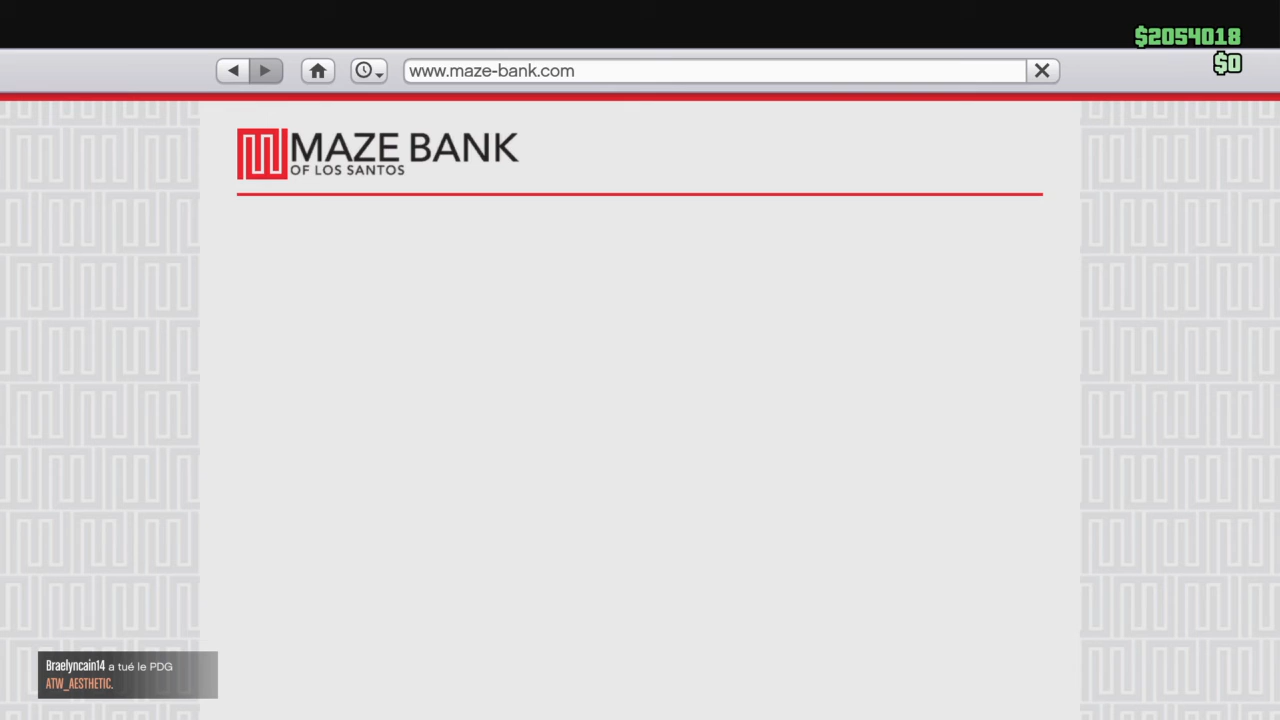 $2054018
www.maze-bank.com
$0
MAZE BANK
OF LOS SANTOS
Braelyncain14 a tué le PDG
ATW_AESTHETIC.